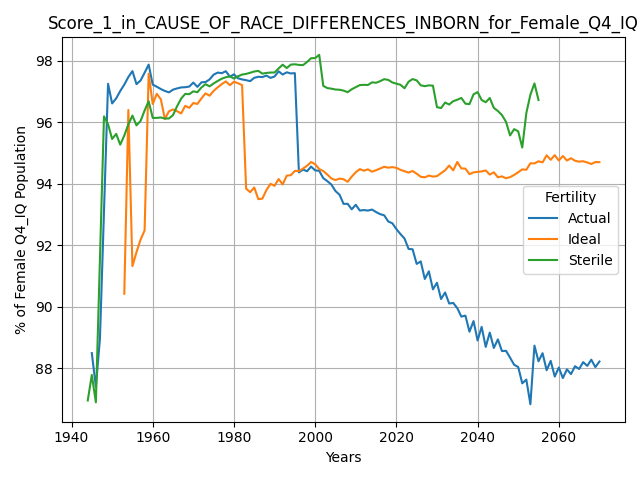 Score_1_in_CAUSE_OF_RACE_DIFFERENCES_INBORN_for_Female_Q4_IQ
98
96
94
92
90
88
% of Female Q4_IQ Population
Fertility
Actual
Ideal
Sterile
1940 1960 1980 2000 2020 2040 2060
Years